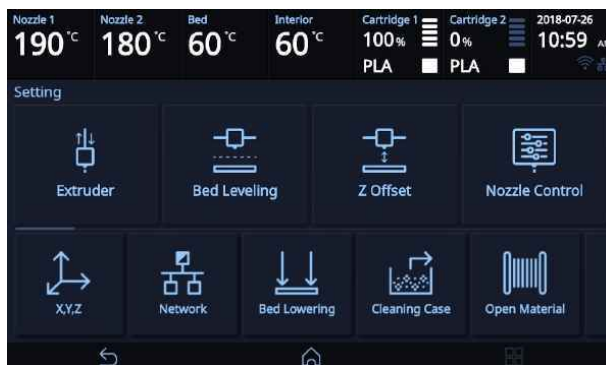 Nozzle 1 Nozzle 2 Bed Interior Cartridge 1 Cartridge 2 2018-07-26
190 °C 180 °C 60 °C 60 °C 100 % 0 % 10:59
PLA PLA
Setting
Extruder Bed Leveling Z Offset Nozzle Control
X,Y,Z Network Bed Lowering Cleaning Case Open Material